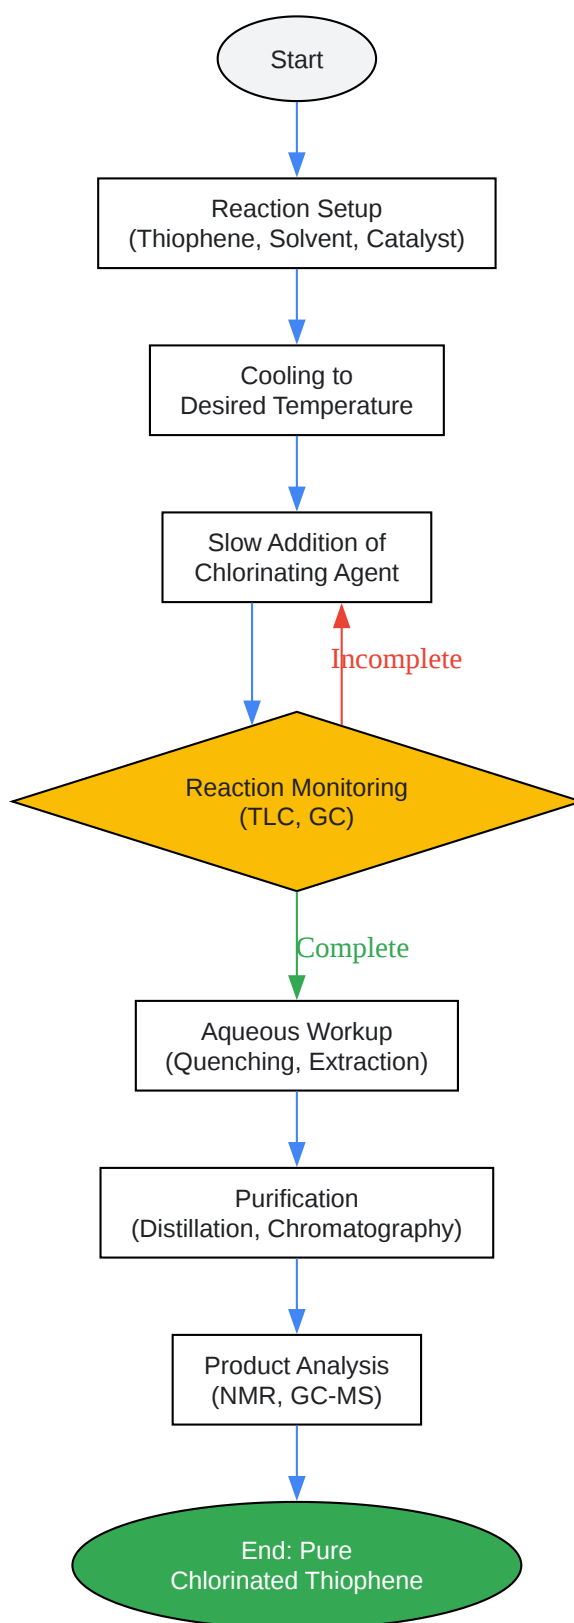 Start
Reaction Setup
(Thiophene, Solvent, Catalyst)
Cooling to
Desired Temperature
Slow Addition of
Chlorinating Agent
Incomplete
Reaction Monitoring
(TLC, GC)
Complete
Aqueous Workup
(Quenching, Extraction)
Purification
(Distillation, Chromatography)
Product Analysis
(NMR, GC-MS)
End: Pure
Chlorinated Thiophene